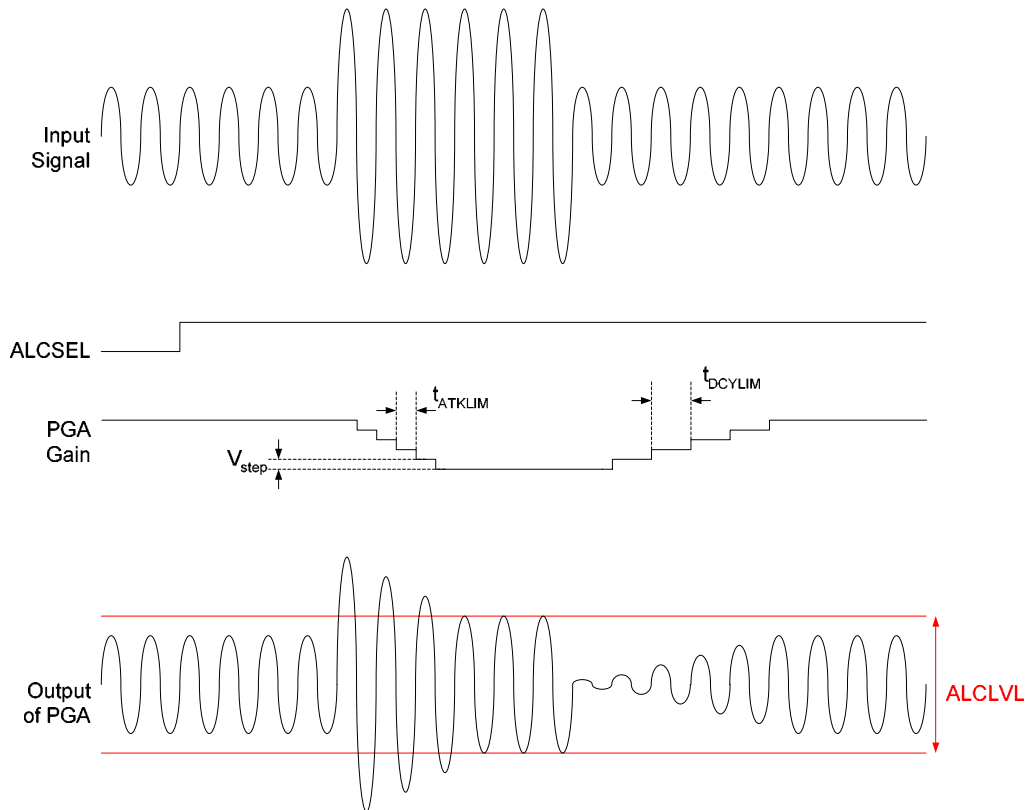 Input
Signal
ALCSEL
tATKLIM
tDCYLIM
PGA
Gain
Vstep
Output
of PGA
ALCLVL